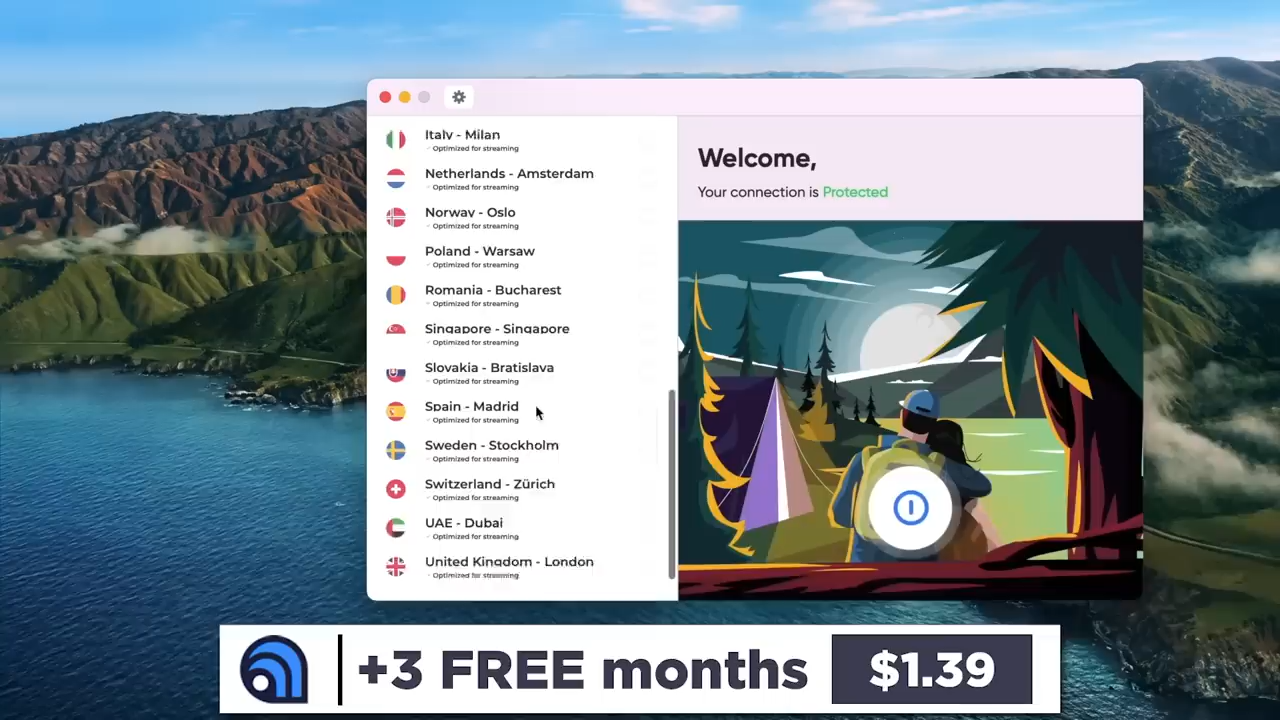 Italy - Milan
Optimized for streaming
Netherlands - Amsterdam
Optimized for streaming
Norway - Oslo
Optimized for streaming
Poland - Warsaw
Optimized for streaming
Romania - Bucharest
Optimized for streaming
Singapore - Singapore
Optimized for streaming
Slovakia - Bratislava
Optimized for streaming
Spain - Madrid
Optimized for streaming
Sweden - Stockholm
Optimized for streaming
Switzerland - Zürich
Optimized for streaming
UAE - Dubai
Optimized for streaming
United Kingdom - London
Optimized for streaming
Welcome,
Your connection is Protected
+3 FREE months
$1.39